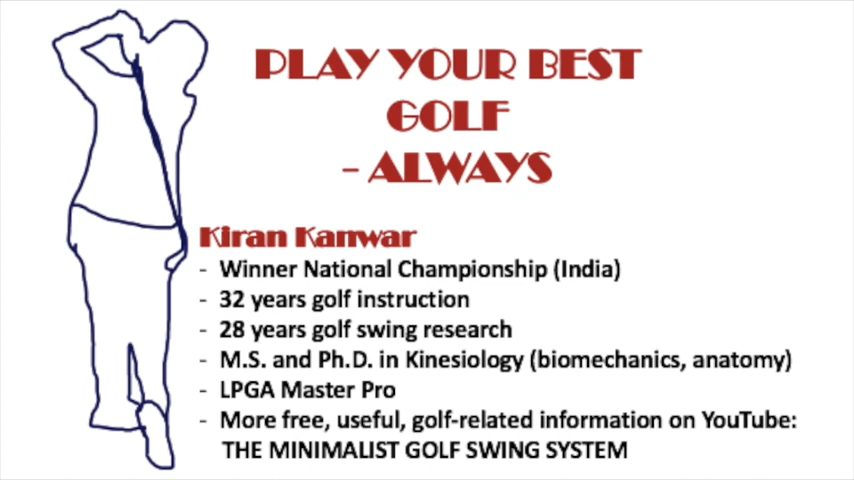 PLAY YOUR BEST
GOLF
- ALWAYS
Kiran Kanwar
- Winner National Championship (India)
- 32 years golf instruction
- 28 years golf swing research
- M.S. and Ph.D. in Kinesiology (biomechanics, anatomy)
- LPGA Master Pro
- More free, useful, golf-related information on YouTube:
THE MINIMALIST GOLF SWING SYSTEM